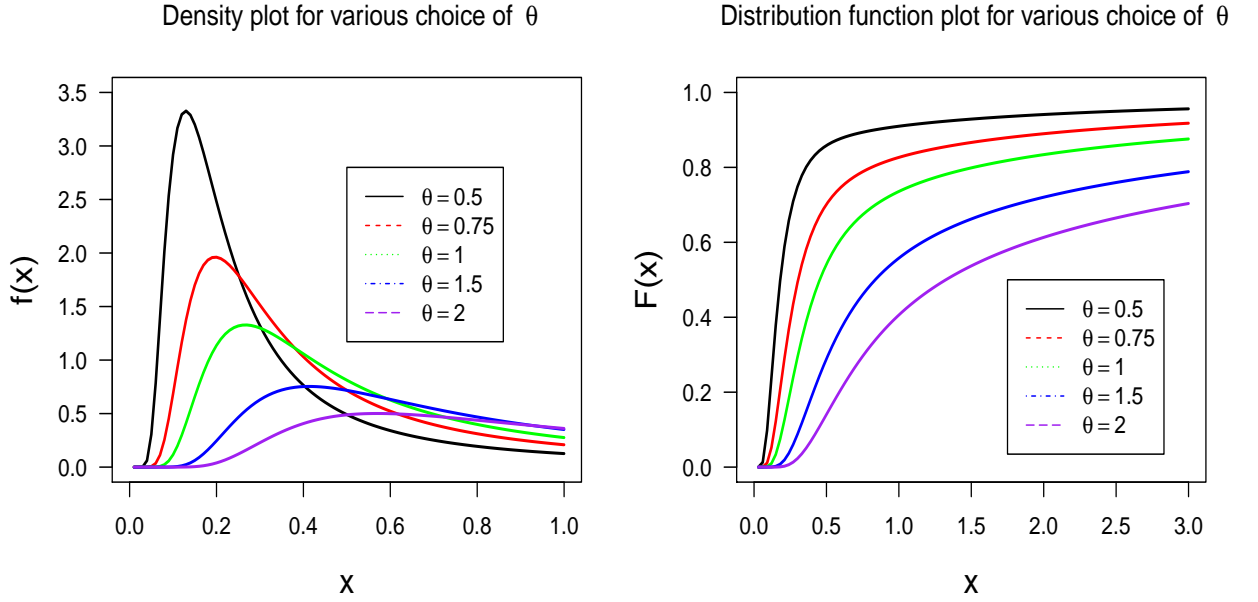 Density plot for various choice of θ
f(x)
3.5
3.0
2.5
2.0
1.5
1.0
0.5
0.0
θ = 0.5
θ = 0.75
θ = 1
θ = 1.5
θ = 2
0.0 0.2 0.4 0.6 0.8 1.0
x
Distribution function plot for various choice of θ
F(x)
1.0
0.8
0.6
0.4
0.2
0.0
θ = 0.5
θ = 0.75
θ = 1
θ = 1.5
θ = 2
0.0 0.5 1.0 1.5 2.0 2.5 3.0
x